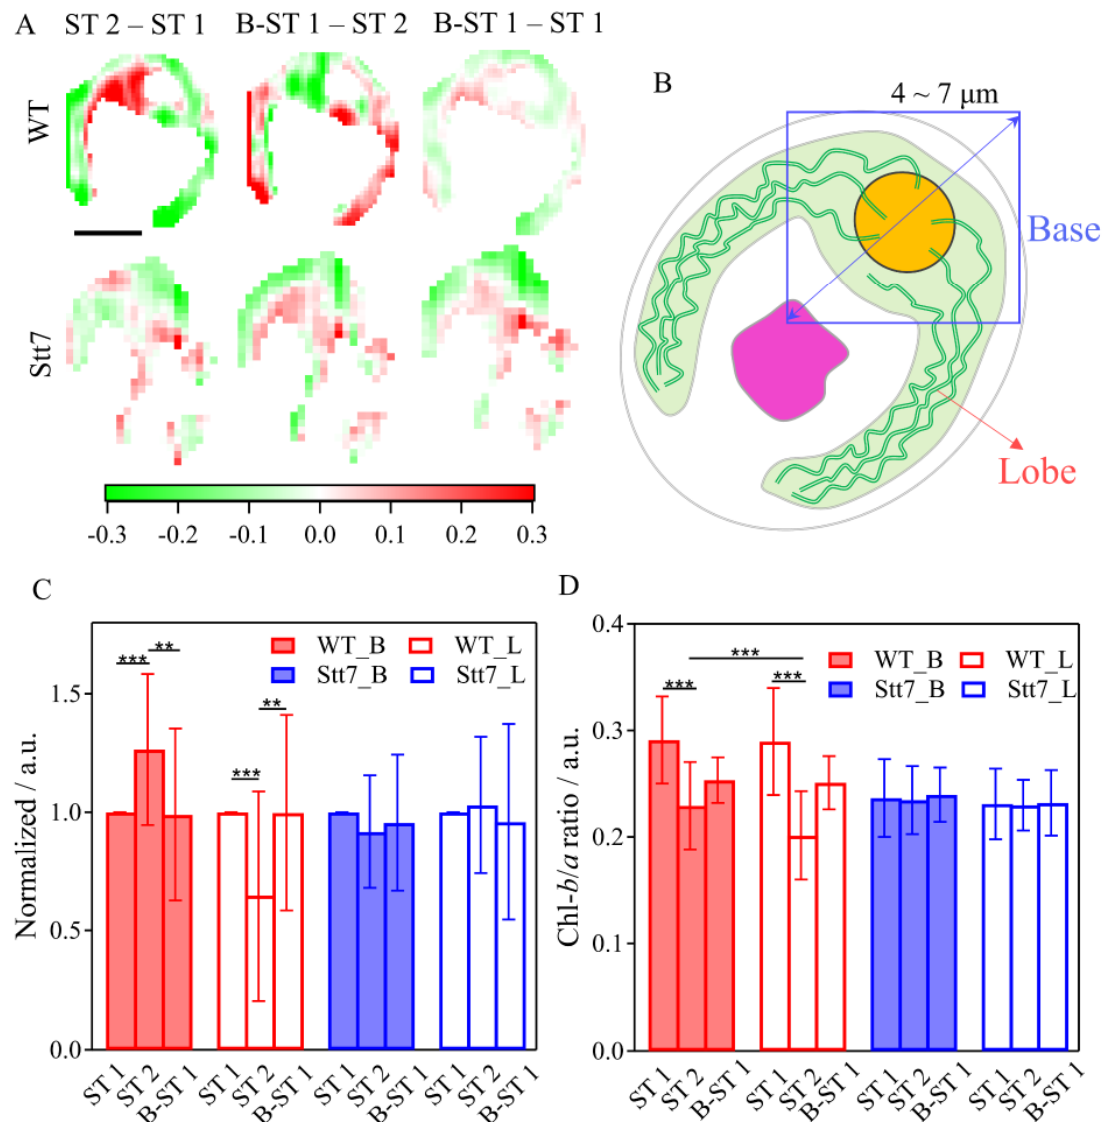 A
ST 2 – ST 1
B-ST 1 – ST 2
B-ST 1 – ST 1
WT
Stt7
-0.3
-0.2
-0.1
0.0
0.1
0.2
0.3
B
4 ~ 7 μm
Base
Lobe
C
Normalized / a.u.
1.5
1.0
0.5
0.0
WT_B
WT_L
Stt7_B
Stt7_L
***
**
***
**
ST 1
ST 2
B-ST 1
ST 1
ST 2
B-ST 1
ST 1
ST 2
B-ST 1
ST 1
ST 2
B-ST 1
D
Chl-b/a ratio / a.u.
0.4
0.3
0.2
0.1
0.0
WT_B
WT_L
Stt7_B
Stt7_L
***
***
***
ST 1
ST 2
B-ST 1
ST 1
ST 2
B-ST 1
ST 1
ST 2
B-ST 1
ST 1
ST 2
B-ST 1